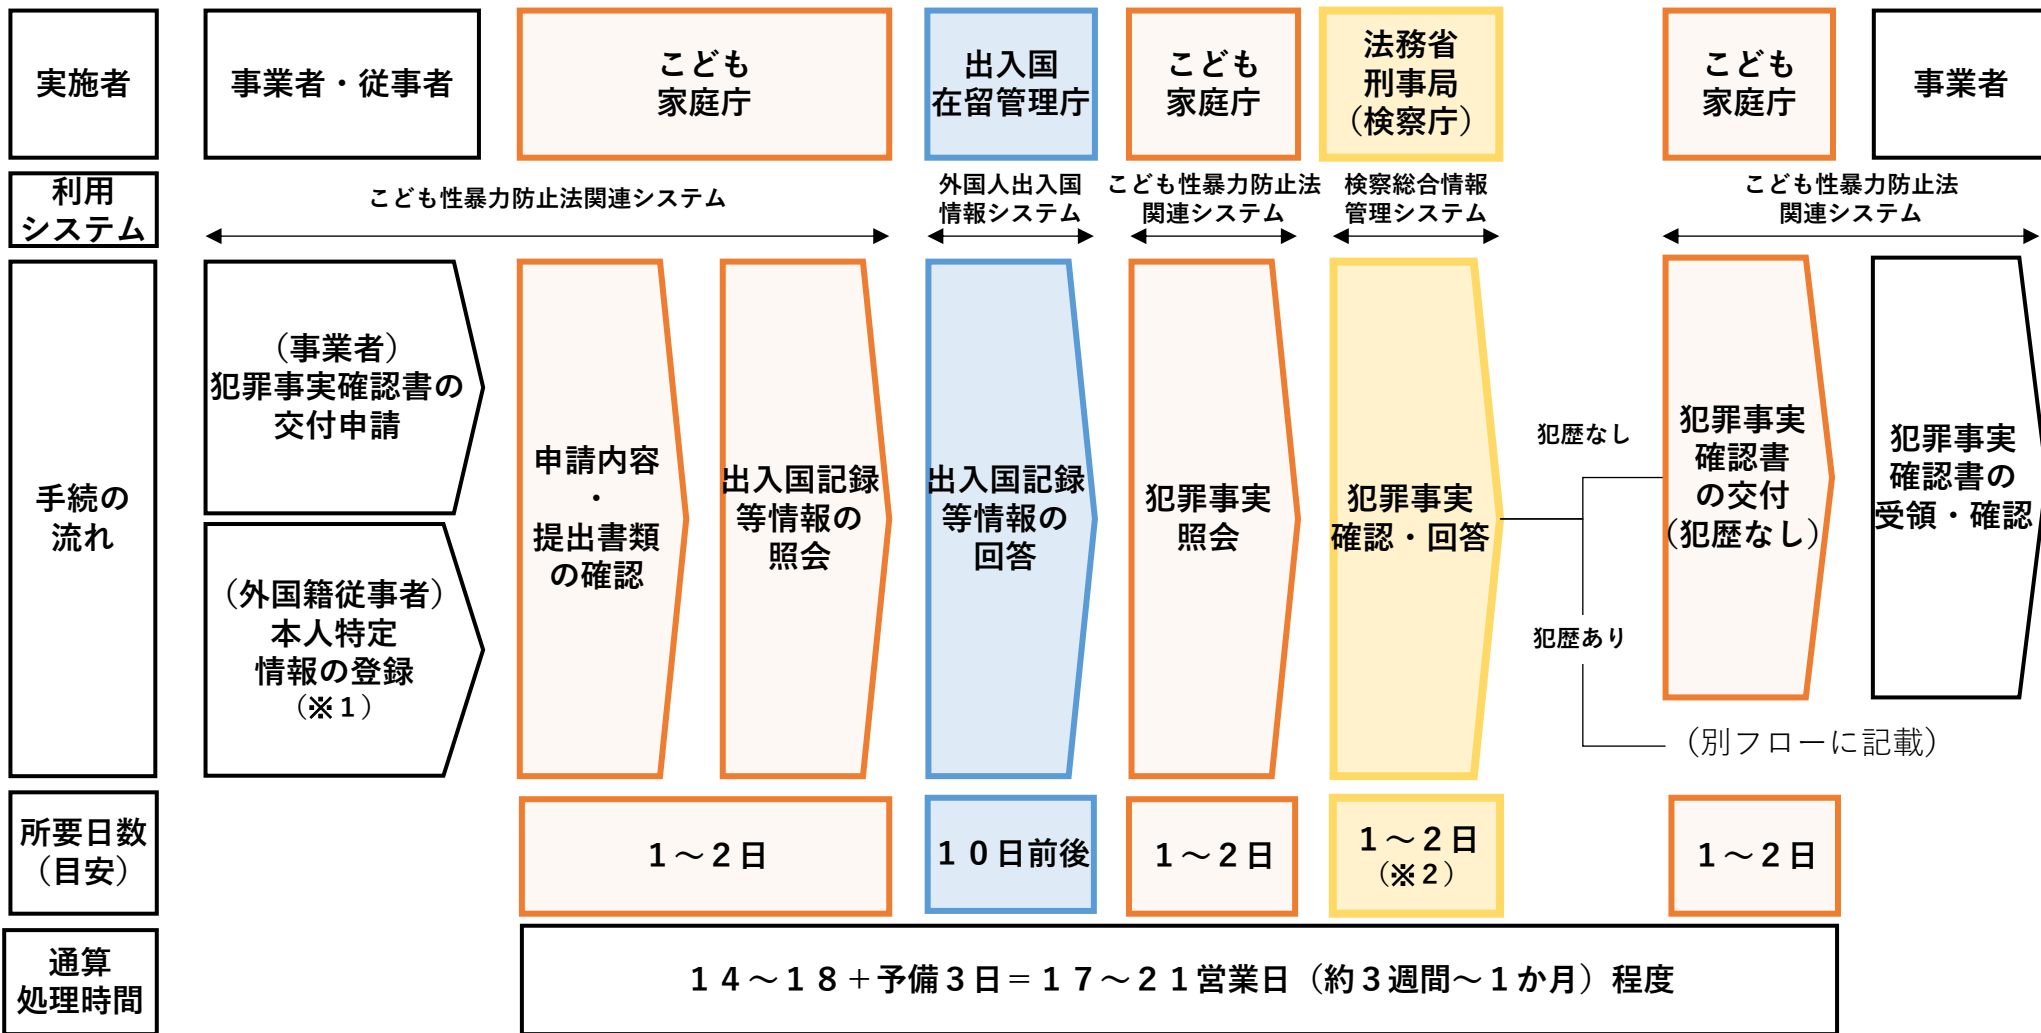 実施者
事業者・従事者
こども
家庭庁
出入国
在留管理庁
こども
家庭庁
法務省
刑事局
（検察庁）
こども
家庭庁
事業者
利用
システム
こども性暴力防止法関連システム
外国人出入国
情報システム
こども性暴力防止法
関連システム
検察総合情報
管理システム
こども性暴力防止法
関連システム
手続の
流れ
（事業者）
犯罪事実確認書の
交付申請
（外国籍従事者）
本人特定
情報の登録
（※１）
申請内容
・
提出書類
の確認
出入国記録
等情報の
照会
出入国記録
等情報の
回答
犯罪事実
照会
犯罪事実
確認・回答
犯歴なし
犯歴あり
犯罪事実
確認書
の交付
（犯歴なし）
（別フローに記載）
犯罪事実
確認書の
受領・確認
所要日数
（目安）
１～２日
１０日前後
１～２日
１～２日
（※２）
１～２日
通算
処理時間
１４～１８＋予備３日＝１７～２１営業日（約３週間～１か月）程度